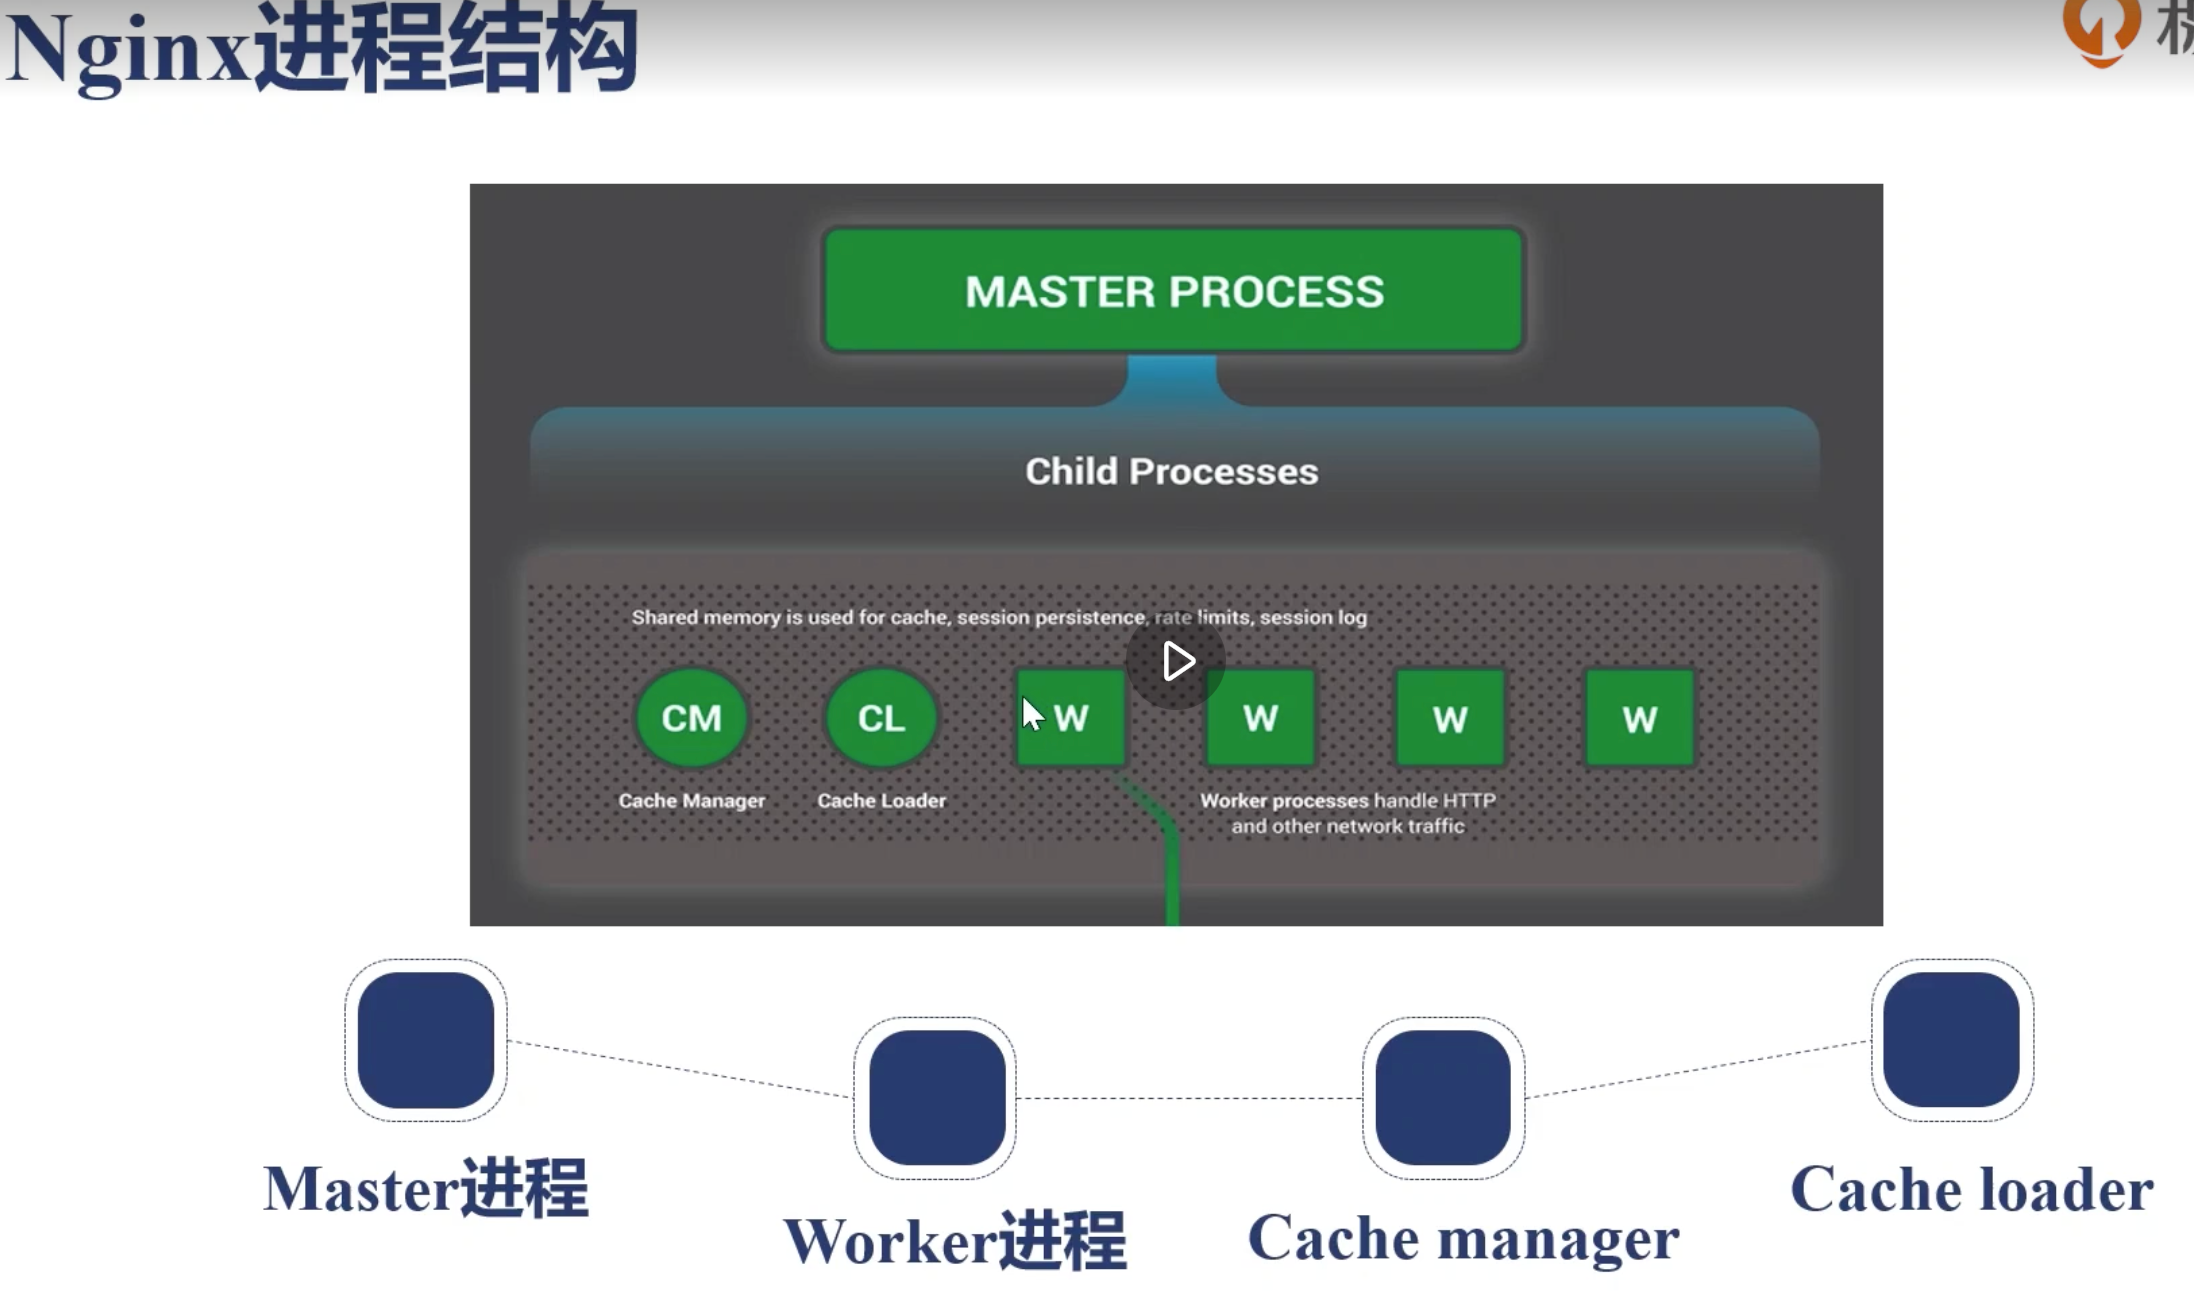 Nginx进程结构
MASTER PROCESS
Child Processes
Shared memory is used for cache, session persistence, rate limits, session log
CM
CL
W
W
W
W
Cache Manager
Cache Loader
Worker processes handle HTTP
and other network traffic
Master进程
Worker进程
Cache manager
Cache loader